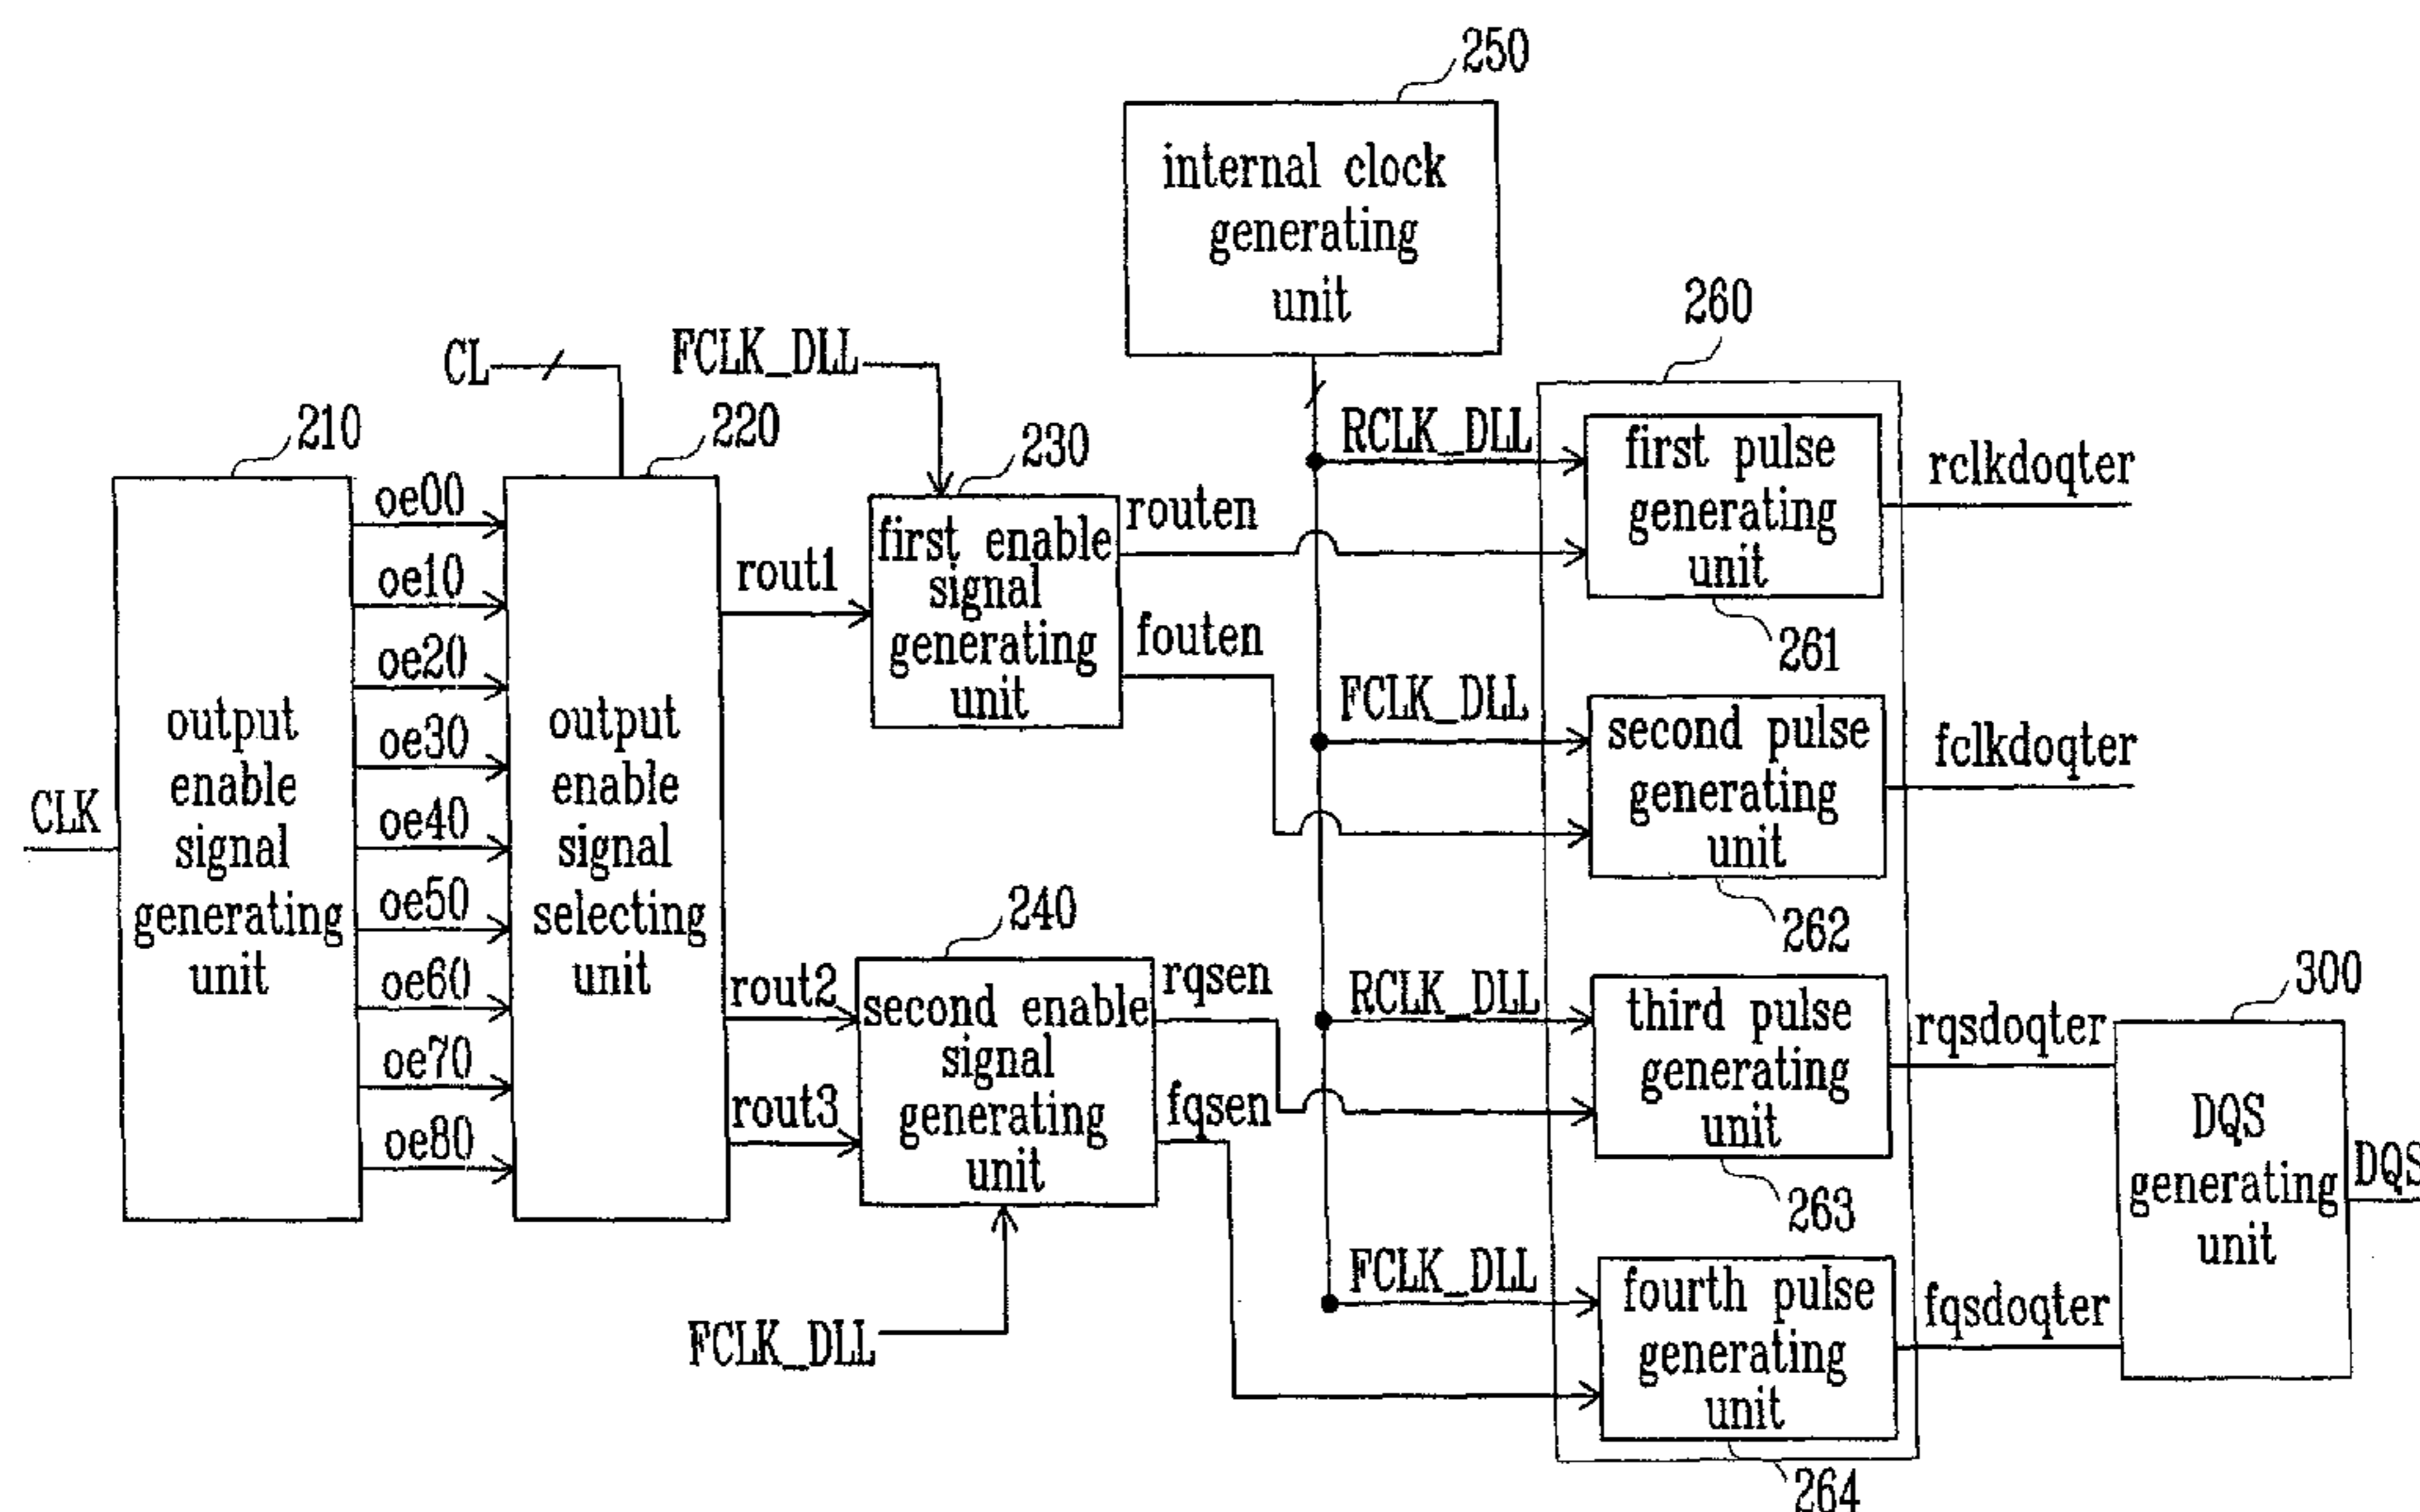 250
internal clock
generating
unit
260
CL
FCLK_DLL
210
220
230
RCLK_DLL
first pulse
generating
unit
rclkdoqter
261
oe00
oe10
oe20
oe30
oe40
oe50
oe60
oe70
oe80
CLK
output
enable
signal
generating
unit
output
enable
signal
selecting
unit
rout1
first enable
signal
generating
unit
routen
fouten
FCLK_DLL
second pulse
generating
unit
fclkdoqter
262
240
rout2
rout3
second enable
signal
generating
unit
rqsen
fqsen
FCLK_DLL
RCLK_DLL
third pulse
generating
unit
rqsdoqter
263
300
DQS
generating
unit
DQS
FCLK_DLL
fourth pulse
generating
unit
fqsdoqter
264